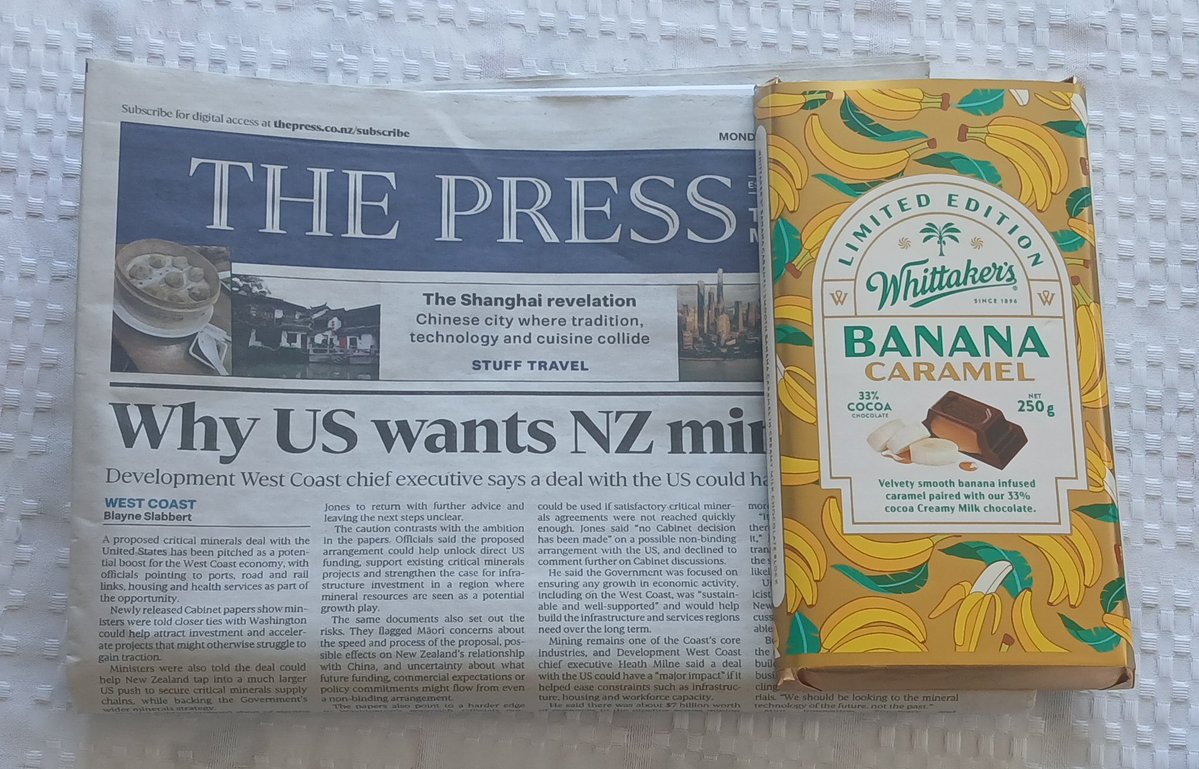 Subscribe for digital access at thepress.co.nz/subscribe
MOND
THE PRESS
The Shanghai revelation
Chinese city where tradition,
technology and cuisine collide
STUFF TRAVEL
Why US wants NZ min
Development West Coast chief executive says a deal with the US could ha
WEST COAST
Blayne Slabbert
A proposed critical minerals deal with the
United States has been pitched as a poten-
tial boost for the West Coast economy, with
officials pointing to ports, road and rail
links, housing and health services as part of
the opportunity.
Newly released Cabinet papers show min-
isters were told closer ties with Washington
could help attract investment and acceler-
ate projects that might otherwise struggle to
gain traction.
Ministers were also told the deal could
help New Zealand tap into a much larger
US push to secure critical minerals supply
chains, while backing the Government's
wider minerals strategy.
Jones to return with further advice and
leaving the next steps unclear.
The caution contrasts with the ambition
in the papers. Officials said the proposed
arrangement could help unlock direct US
funding, support existing critical minerals
projects and strengthen the case for infra-
structure investment in a region where
mineral resources are seen as a potential
growth play.
The same documents also set out the
risks. They flagged Māori concerns about
the speed and process of the proposal, pos-
sible effects on New Zealand's relationship
with China, and uncertainty about what
future funding, commercial expectations or
policy commitments might flow from even
a non-binding arrangement.
The papers also point to a harder edge
could be used if satisfactory critical miner-
als agreements were not reached quickly
enough. Jones said "no Cabinet decision
has been made" on a possible non-binding
arrangement with the US, and declined to
comment further on Cabinet discussions.
He said the Government was focused on
ensuring any growth in economic activity,
including on the West Coast, was "sustain-
able and well-supported" and would help
build the infrastructure and services regions
need over the long term.
Mining remains one of the Coast's core
industries, and Development West Coast
chief executive Heath Milne said a deal
with the US could have a "major impact" if it
helped ease constraints such as infrastruc-
ture, housing and workforce capacity.
He said there was about $7 billion worth
rials. "We should be looking to the mineral
technology of the future, not the past."
LIMITED EDITION
Whittaker's
SINCE 1896
BANANA
CARAMEL
33%
COCOA
CHOCOLATE
NET
250g
Velvety smooth banana infused
caramel paired with our 33%
cocoa Creamy Milk chocolate.